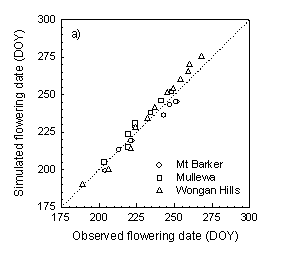 300
a)
275
250
225
200
175
Simulated flowering date (DOY)
Mt Barker
Mullewa
Wongan Hills
175 200 225 250 275 300
Observed flowering date (DOY)